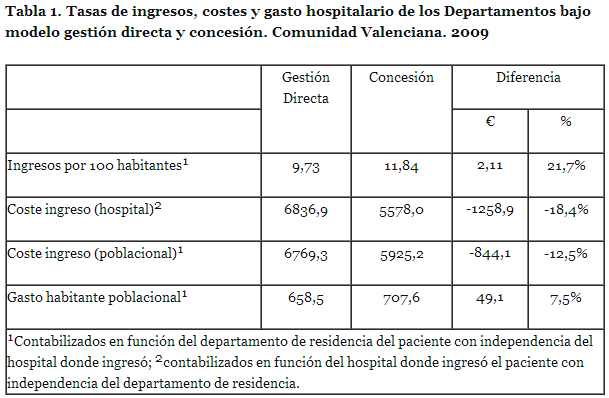 Tabla 1. Tasas de ingresos, costes y gasto hospitalario de los Departamentos bajo
modelo gestión directa y concesión. Comunidad Valenciana. 2009
Gestión Directa Concesión Diferencia
€ %
Ingresos por 100 habitantes¹ 9,73 11,84 2,11 21,7%
Coste ingreso (hospital)² 6836,9 5578,0 -1258,9 -18,4%
Coste ingreso (poblacional)¹ 6769,3 5925,2 -844,1 -12,5%
Gasto habitante poblacional¹ 658,5 707,6 49,1 7,5%
¹Contabilizados en función del departamento de residencia del paciente con independencia del
hospital donde ingresó; ²contabilizados en función del hospital donde ingresó el paciente con
independencia del departamento de residencia.